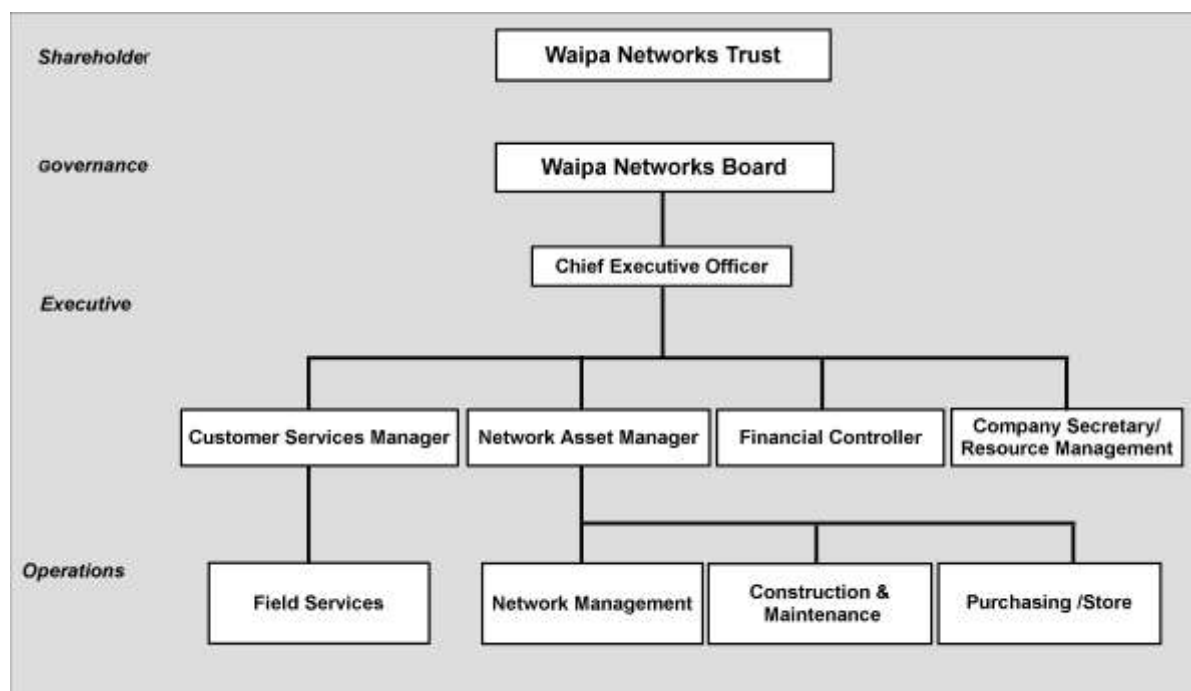 Shareholder
Waipa Networks Trust
Governance
Waipa Networks Board
Chief Executive Officer
Executive
Customer Services Manager
Network Asset Manager
Financial Controller
Company Secretary/
Resource Management
Operations
Field Services
Network Management
Construction &
Maintenance
Purchasing /Store